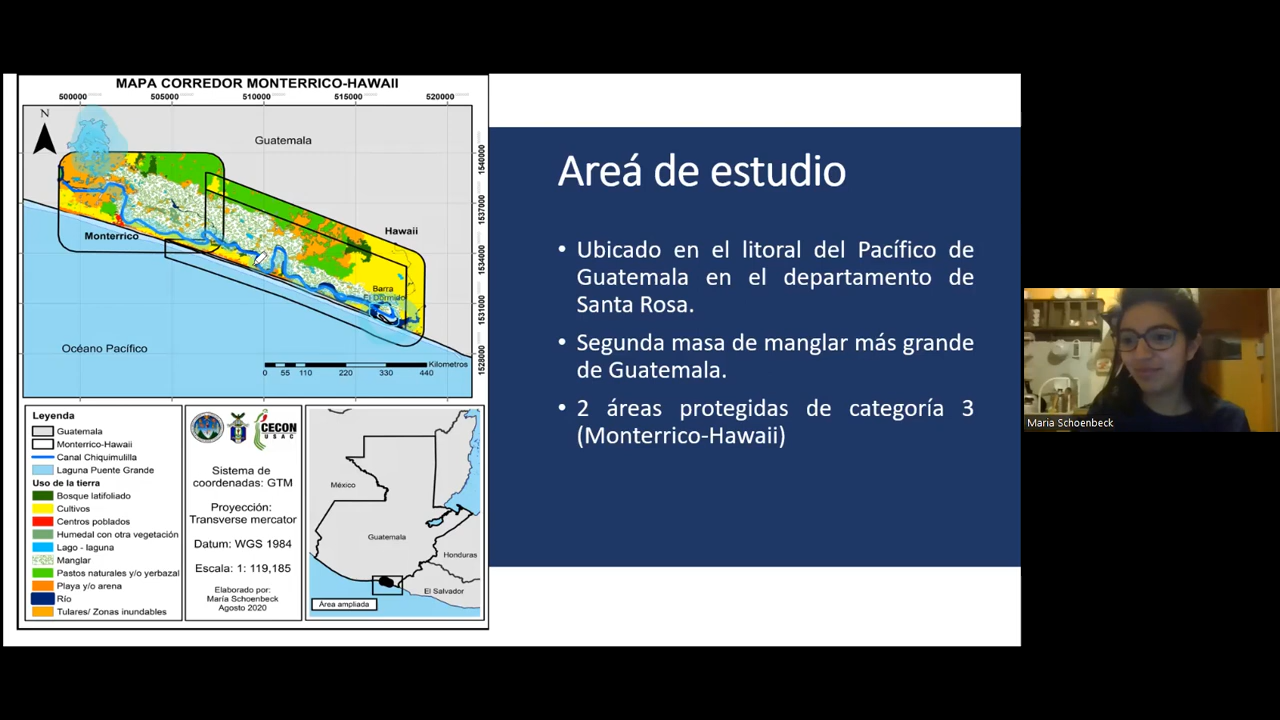 MAPA CORREDOR MONTERRICO-HAWAII
500000 505000 510000 515000 520000
N
Guatemala
1540000
1537000
1534000
1531000
1528000
Hawaii
Monterrico
Barra
El Dormido
Océano Pacífico
Kilometros
0 55 110 220 330 440
Leyenda
Guatemala
Monterrico-Hawaii
Canal Chiquimulilla
Laguna Puente Grande
Uso de la tierra
Bosque latifoliado
Cultivos
Centros poblados
Humedal con otra vegetación
Lago - laguna
Manglar
Pastos naturales y/o yerbazal
Playa y/o arena
Río
Tulares/ Zonas inundables
CECON
USAC
Sistema de
coordenadas: GTM
Proyección:
Transverse mercator
Datum: WGS 1984
Escala: 1: 119,185
Elaborado por:
María Schoenbeck
Agosto 2020
México
Guatemala
Honduras
El Salvador
Área ampliada
Areá de estudio
• Ubicado en el litoral del Pacífico de
Guatemala en el departamento de
Santa Rosa.
• Segunda masa de manglar más grande
de Guatemala.
• 2 áreas protegidas de categoría 3
(Monterrico-Hawaii)
Maria Schoenbeck